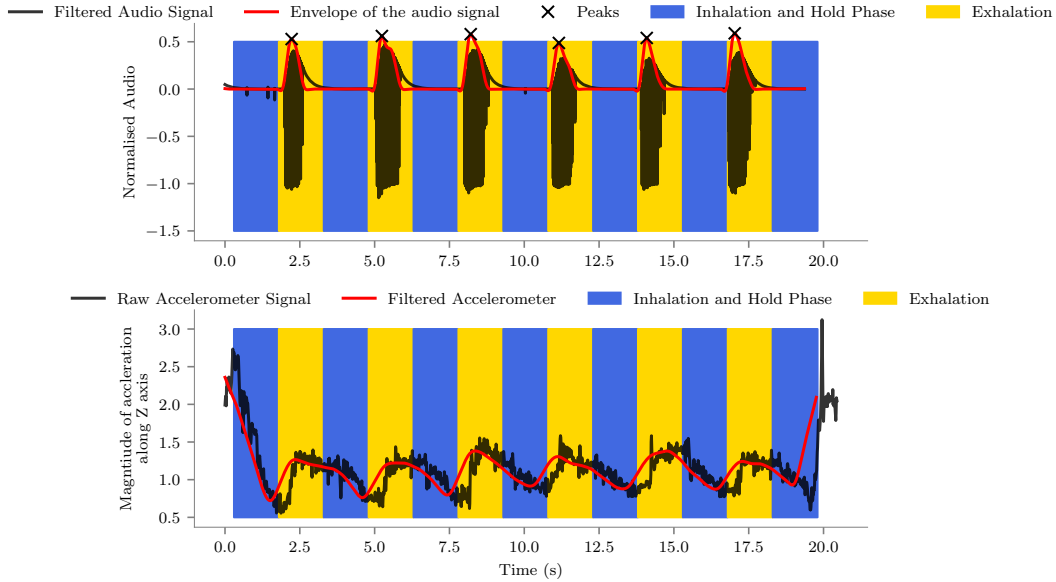 Filtered Audio Signal Envelope of the audio signal Peaks Inhalation and Hold Phase Exhalation
0.5
0.0
−0.5
−1.0
−1.5
Normalised Audio
0.0 2.5 5.0 7.5 10.0 12.5 15.0 17.5 20.0
Raw Accelerometer Signal Filtered Accelerometer Inhalation and Hold Phase Exhalation
3.0
2.5
2.0
1.5
1.0
0.5
Magnatiude of accleration
along Z axis
0.0 2.5 5.0 7.5 10.0 12.5 15.0 17.5 20.0
Time (s)